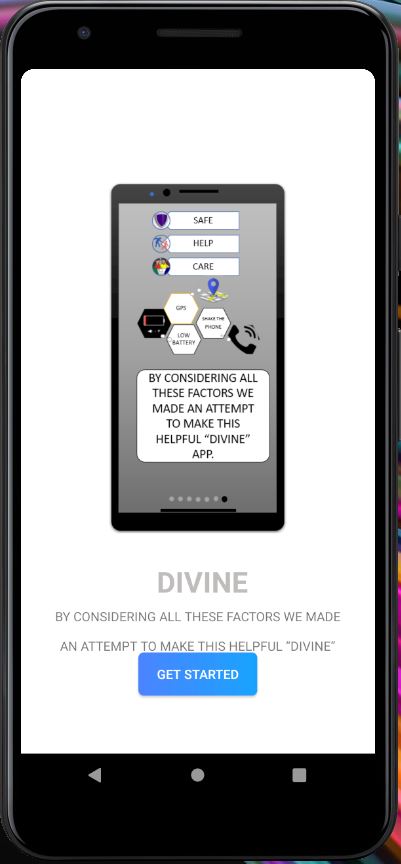 SAFE
HELP
CARE
GPS
SHAKE THE
PHONE
LOW
BATTERY
BY CONSIDERING ALL
THESE FACTORS WE
MADE AN ATTEMPT
TO MAKE THIS
HELPFUL “DIVINE”
APP.
DIVINE
BY CONSIDERING ALL THESE FACTORS WE MADE
AN ATTEMPT TO MAKE THIS HELPFUL “DIVINE”
GET STARTED